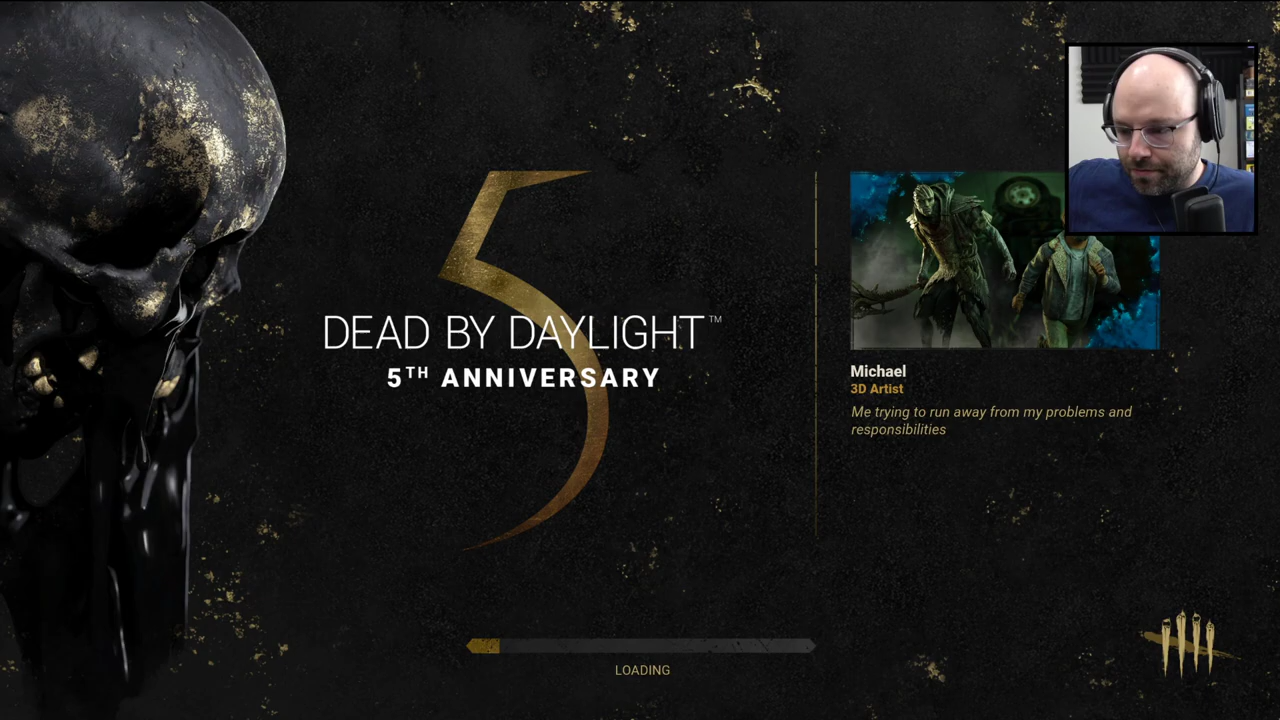 DEAD BY DAYLIGHT™
5TH ANNIVERSARY
Michael
3D Artist
Me trying to run away from my problems and
responsibilities
LOADING